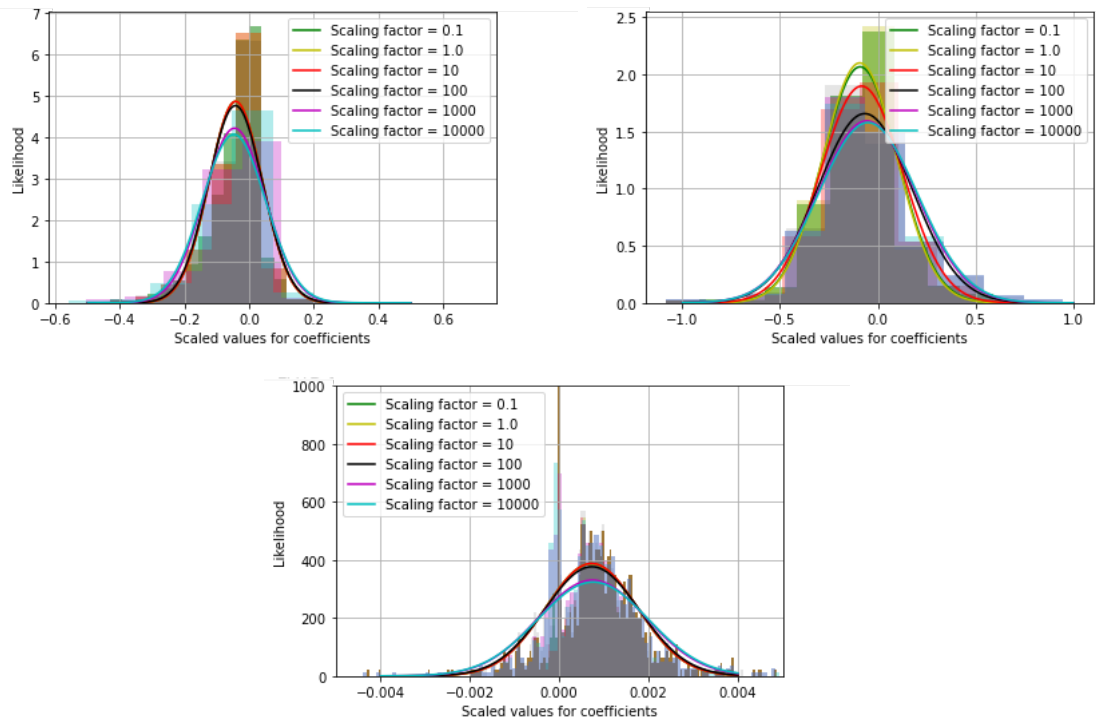 7
6
5
4
3
2
1
0
Likelihood
Scaling factor = 0.1
Scaling factor = 1.0
Scaling factor = 10
Scaling factor = 100
Scaling factor = 1000
Scaling factor = 10000
−0.6 −0.4 −0.2 0.0 0.2 0.4 0.6
Scaled values for coefficients
2.5
2.0
1.5
1.0
0.5
0.0
Likelihood
Scaling factor = 0.1
Scaling factor = 1.0
Scaling factor = 10
Scaling factor = 100
Scaling factor = 1000
Scaling factor = 10000
−1.0 −0.5 0.0 0.5 1.0
Scaled values for coefficients
1000
800
600
400
200
0
Likelihood
Scaling factor = 0.1
Scaling factor = 1.0
Scaling factor = 10
Scaling factor = 100
Scaling factor = 1000
Scaling factor = 10000
−0.004 −0.002 0.000 0.002 0.004
Scaled values for coefficients